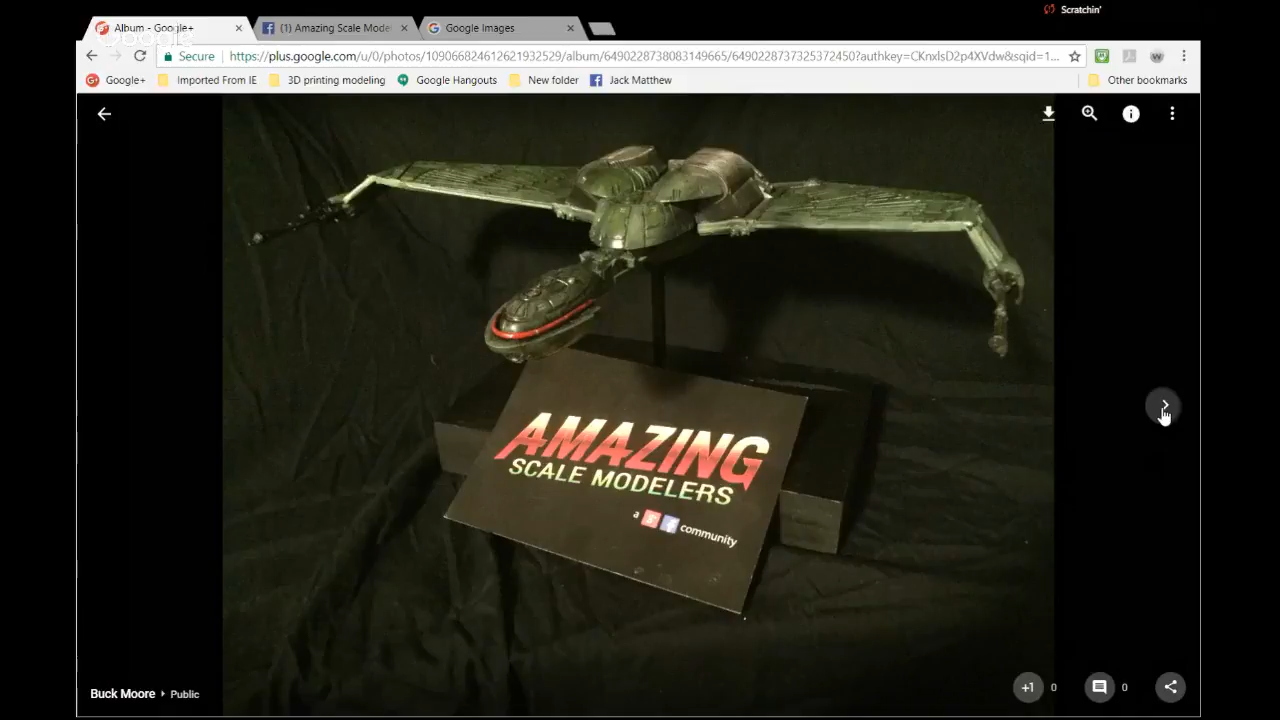 Scratchin'
Album - Google+
(1) Amazing Scale Model
Google Images
Secure
https://plus.google.com/u/0/photos/109066824612621932529/album/6490228738083149665/6490228737325372450?authkey=CKnxlsD2p4XVdw&sqid=1...
Google+
Imported From IE
3D printing modeling
Google Hangouts
New folder
Jack Matthew
Other bookmarks
AMAZING
SCALE MODELERS
a g+ f community
Buck Moore
Public
+1
0
0